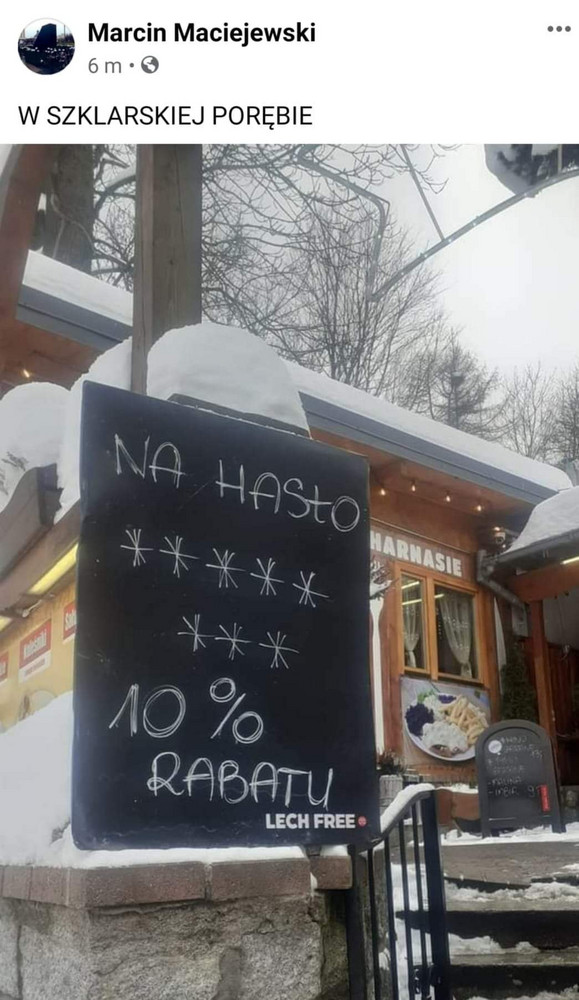 Marcin Maciejewski
6 m
W SZKLARSKIEJ PORĘBIE
NA HASŁO
*****
***
10 %
RABATU
LECH FREE
HARNASIE